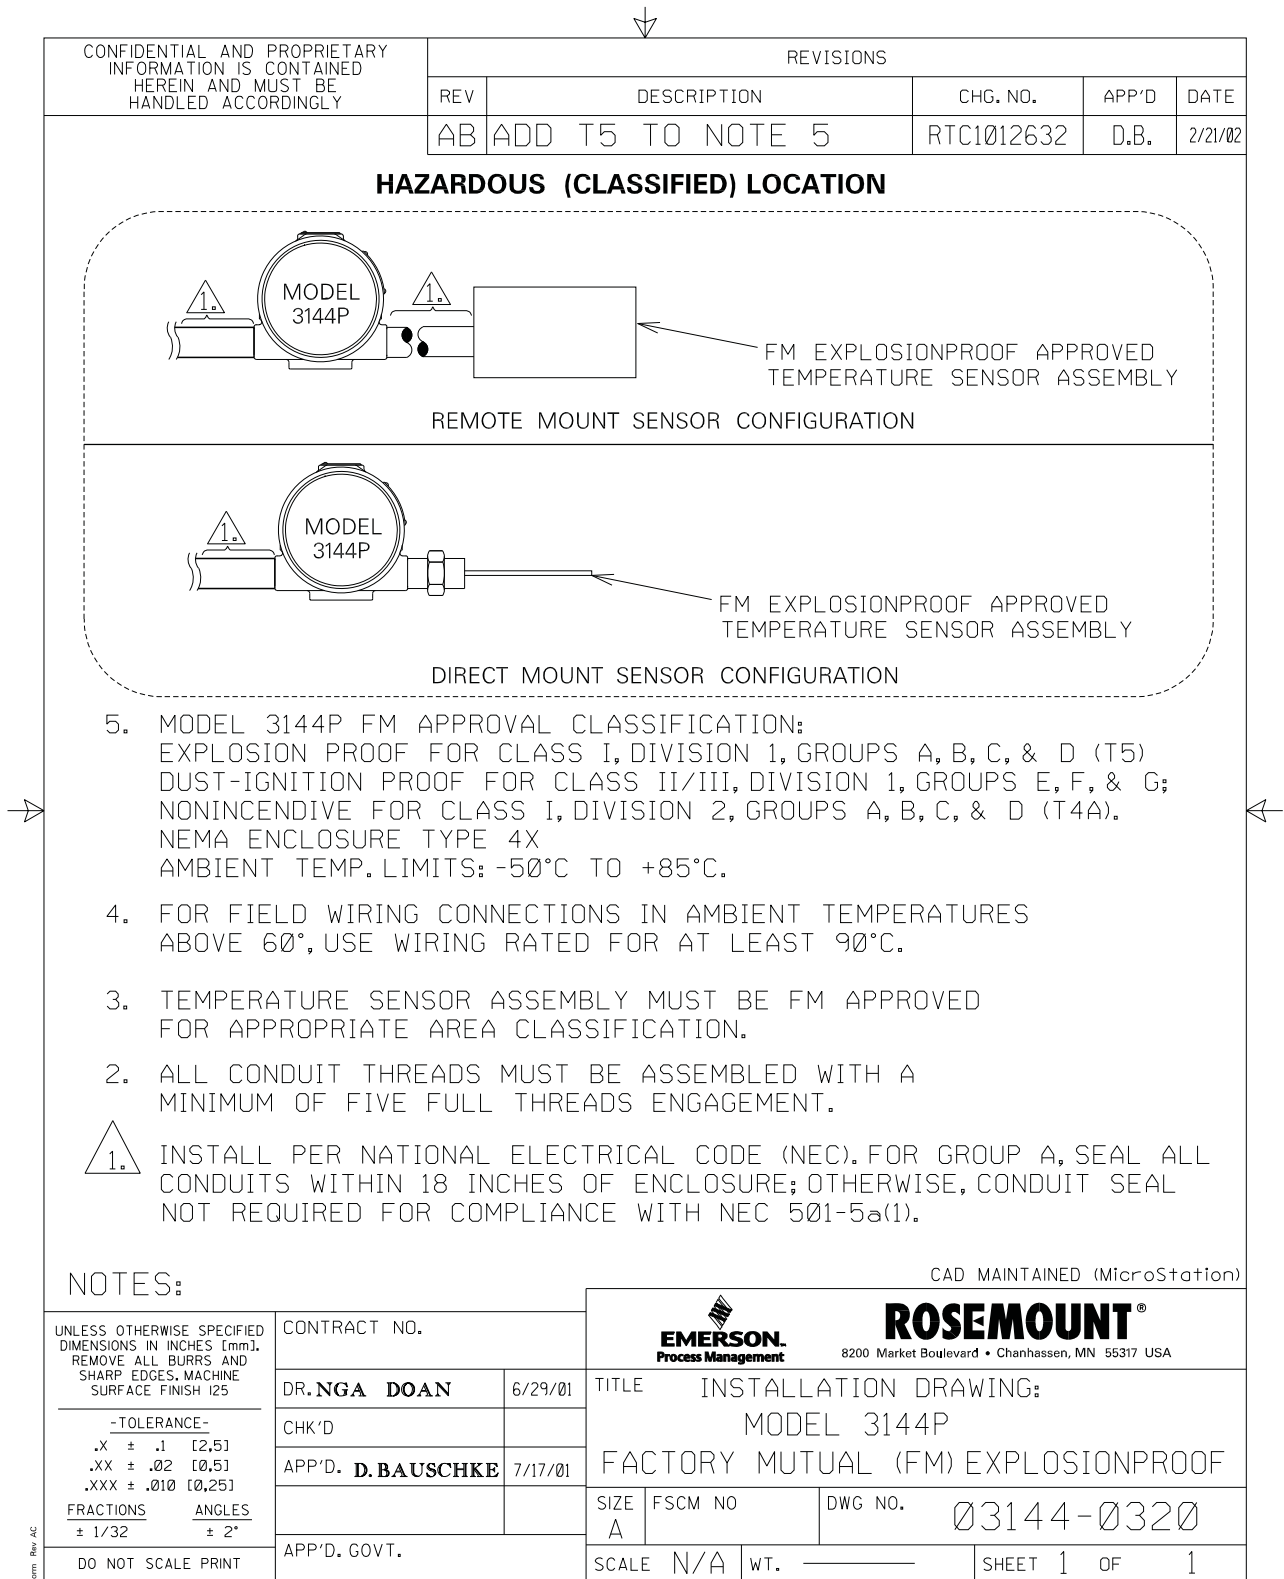 CONFIDENTIAL AND PROPRIETARY
INFORMATION IS CONTAINED
HEREIN AND MUST BE
HANDLED ACCORDINGLY
REVISIONS
REV DESCRIPTION CHG. NO. APP'D DATE
AB ADD T5 TO NOTE 5 RTC1012632 D.B. 2/21/02
HAZARDOUS (CLASSIFIED) LOCATION
1.
MODEL
3144P
1.
FM EXPLOSIONPROOF APPROVED
TEMPERATURE SENSOR ASSEMBLY
REMOTE MOUNT SENSOR CONFIGURATION
1.
MODEL
3144P
FM EXPLOSIONPROOF APPROVED
TEMPERATURE SENSOR ASSEMBLY
DIRECT MOUNT SENSOR CONFIGURATION
5. MODEL 3144P FM APPROVAL CLASSIFICATION:
EXPLOSION PROOF FOR CLASS I, DIVISION 1, GROUPS A, B, C, & D (T5)
DUST-IGNITION PROOF FOR CLASS II/III, DIVISION 1, GROUPS E, F, & G;
NONINCENDIVE FOR CLASS I, DIVISION 2, GROUPS A, B, C, & D (T4A).
NEMA ENCLOSURE TYPE 4X
AMBIENT TEMP. LIMITS: -50°C TO +85°C.
4. FOR FIELD WIRING CONNECTIONS IN AMBIENT TEMPERATURES
ABOVE 60°, USE WIRING RATED FOR AT LEAST 90°C.
3. TEMPERATURE SENSOR ASSEMBLY MUST BE FM APPROVED
FOR APPROPRIATE AREA CLASSIFICATION.
2. ALL CONDUIT THREADS MUST BE ASSEMBLED WITH A
MINIMUM OF FIVE FULL THREADS ENGAGEMENT.
1. INSTALL PER NATIONAL ELECTRICAL CODE (NEC). FOR GROUP A, SEAL ALL
CONDUITS WITHIN 18 INCHES OF ENCLOSURE; OTHERWISE, CONDUIT SEAL
NOT REQUIRED FOR COMPLIANCE WITH NEC 501-5a(1).
NOTES:
CAD MAINTAINED (MicroStation)
UNLESS OTHERWISE SPECIFIED
DIMENSIONS IN INCHES [mm].
REMOVE ALL BURRS AND
SHARP EDGES. MACHINE
SURFACE FINISH 125
-TOLERANCE-
.X ± .1 [2,5]
.XX ± .02 [0,5]
.XXX ± .010 [0,25]
FRACTIONS ANGLES
± 1/32 ± 2°
DO NOT SCALE PRINT
orm Rev AC
CONTRACT NO.
DR. NGA DOAN 6/29/01
CHK'D
APP'D. D. BAUSCHKE 7/17/01
APP'D. GOVT.
EMERSON.
Process Management
ROSEMOUNT®
8200 Market Boulevard • Chanhassen, MN 55317 USA
TITLE INSTALLATION DRAWING:
MODEL 3144P
FACTORY MUTUAL (FM) EXPLOSIONPROOF
SIZE A FSCM NO DWG NO. 03144-0320
SCALE N/A WT. SHEET 1 OF 1